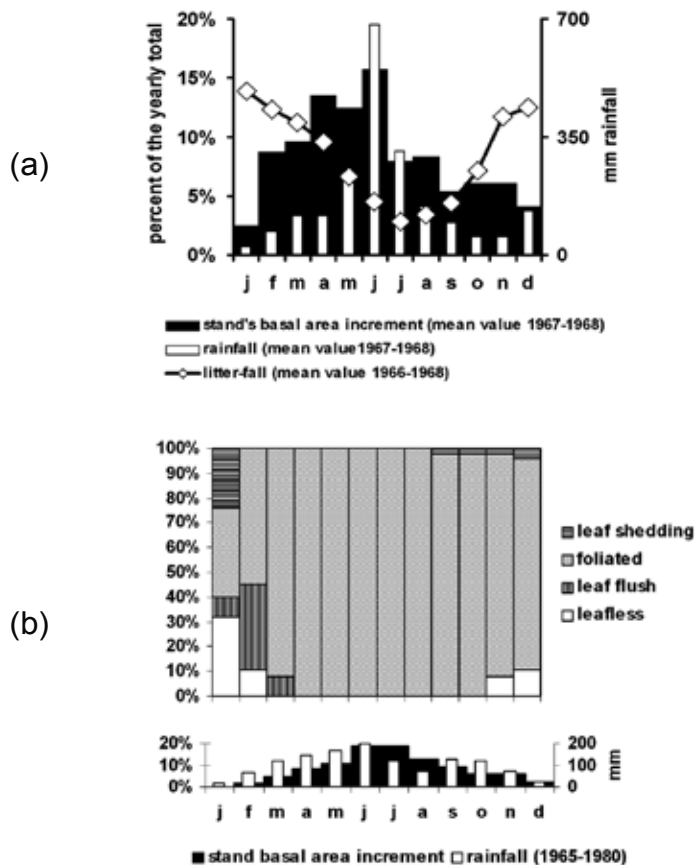 (a)
percent of the yearly total
20%
15%
10%
5%
0%
700
350
0
mm rainfall
j f m a m j j a s o n d
stand's basal area increment (mean value 1967-1968)
rainfall (mean value1967-1968)
litter-fall (mean value 1966-1968)
(b)
100%
90%
80%
70%
60%
50%
40%
30%
20%
10%
0%
leaf shedding
foliated
leaf flush
leafless
20%
10%
0%
200
100
0
mm
j f m a m j j a s o n d
stand basal area increment rainfall (1965-1980)